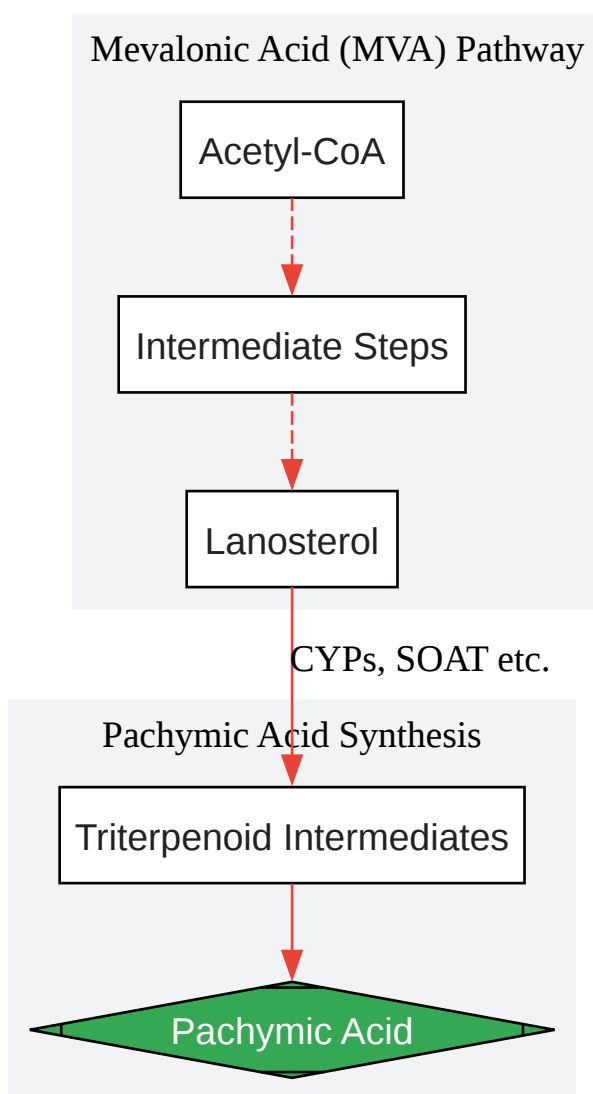 Mevalonic Acid (MVA) Pathway
Acetyl-CoA
Intermediate Steps
Lanosterol
CYPs, SOAT etc.
Pachymic Acid Synthesis
Triterpenoid Intermediates
Pachymic Acid